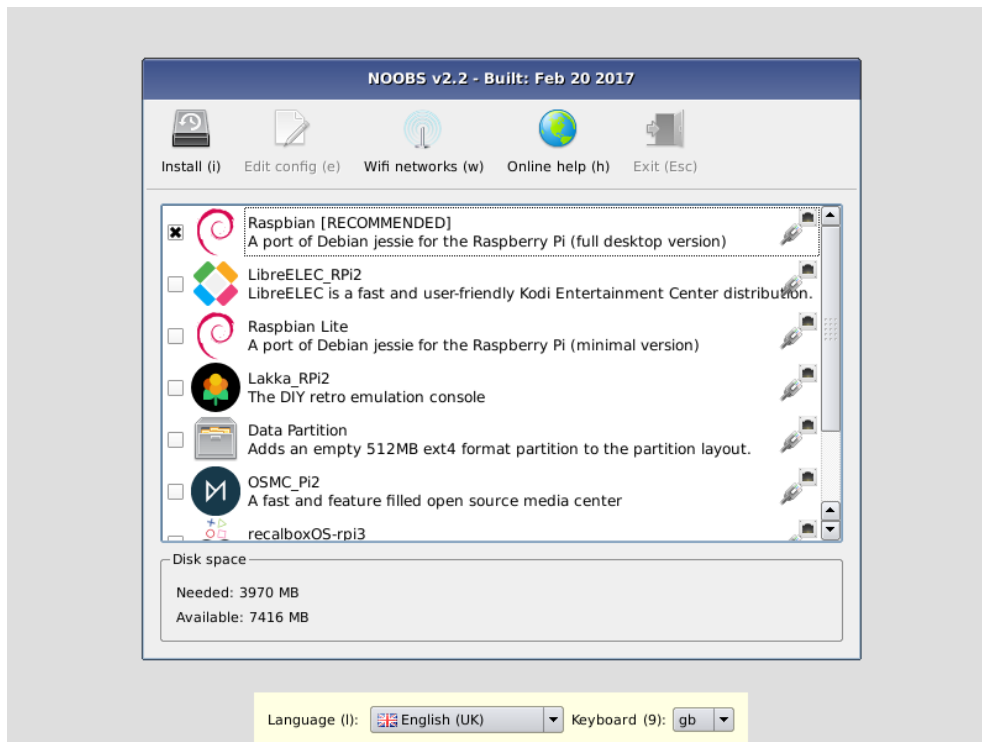 NOOBS v2.2 - Built: Feb 20 2017
Install (i) Edit config (e) Wifi networks (w) Online help (h) Exit (Esc)
Raspbian [RECOMMENDED]
A port of Debian jessie for the Raspberry Pi (full desktop version)
LibreELEC_RPi2
LibreELEC is a fast and user-friendly Kodi Entertainment Center distribution.
Raspbian Lite
A port of Debian jessie for the Raspberry Pi (minimal version)
Lakka_RPi2
The DIY retro emulation console
Data Partition
Adds an empty 512MB ext4 format partition to the partition layout.
OSMC_Pi2
A fast and feature filled open source media center
recalboxOS-rpi3
Disk space
Needed: 3970 MB
Available: 7416 MB
Language (l): English (UK) Keyboard (9): gb